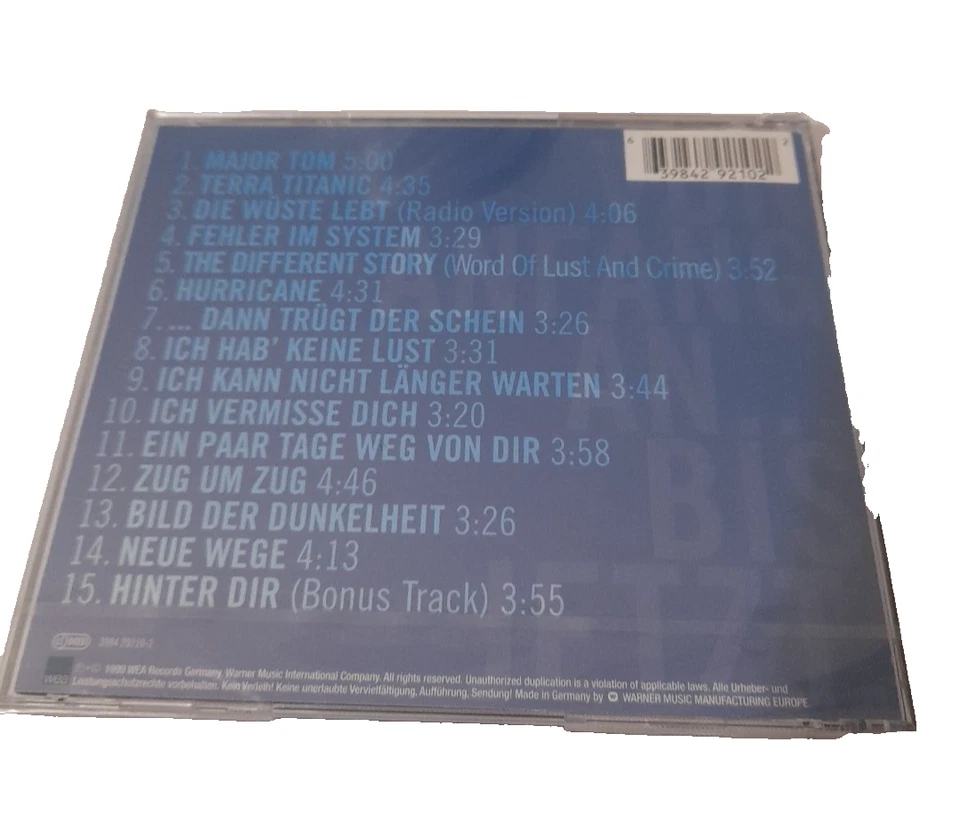 6 39842 92102 2
1. MAJOR TOM 5:00
2. TERRA TITANIC 4:35
3. DIE WÜSTE LEBT (Radio Version) 4:06
4. FEHLER IM SYSTEM 3:29
5. THE DIFFERENT STORY (Word Of Lust And Crime) 3:52
6. HURRICANE 4:31
7. ... DANN TRÜGT DER SCHEIN 3:26
8. ICH HAB' KEINE LUST 3:31
9. ICH KANN NICHT LÄNGER WARTEN 3:44
10. ICH VERMISSE DICH 3:20
11. EIN PAAR TAGE WEG VON DIR 3:58
12. ZUG UM ZUG 4:46
13. BILD DER DUNKELHEIT 3:26
14. NEUE WEGE 4:13
15. HINTER DIR (Bonus Track) 3:55
ANFANG
AN ...
BIS
JETZT
℗+© 1999 WEA Records Germany, Warner Music International Company. All rights reserved. Unauthorized duplication is a violation of applicable laws. Alle Urheber- und
wea Leistungsschutzrechte vorbehalten. Kein Verleih! Keine unerlaubte Vervielfältigung, Aufführung, Sendung! Made in Germany by WARNER MUSIC MANUFACTURING EUROPE